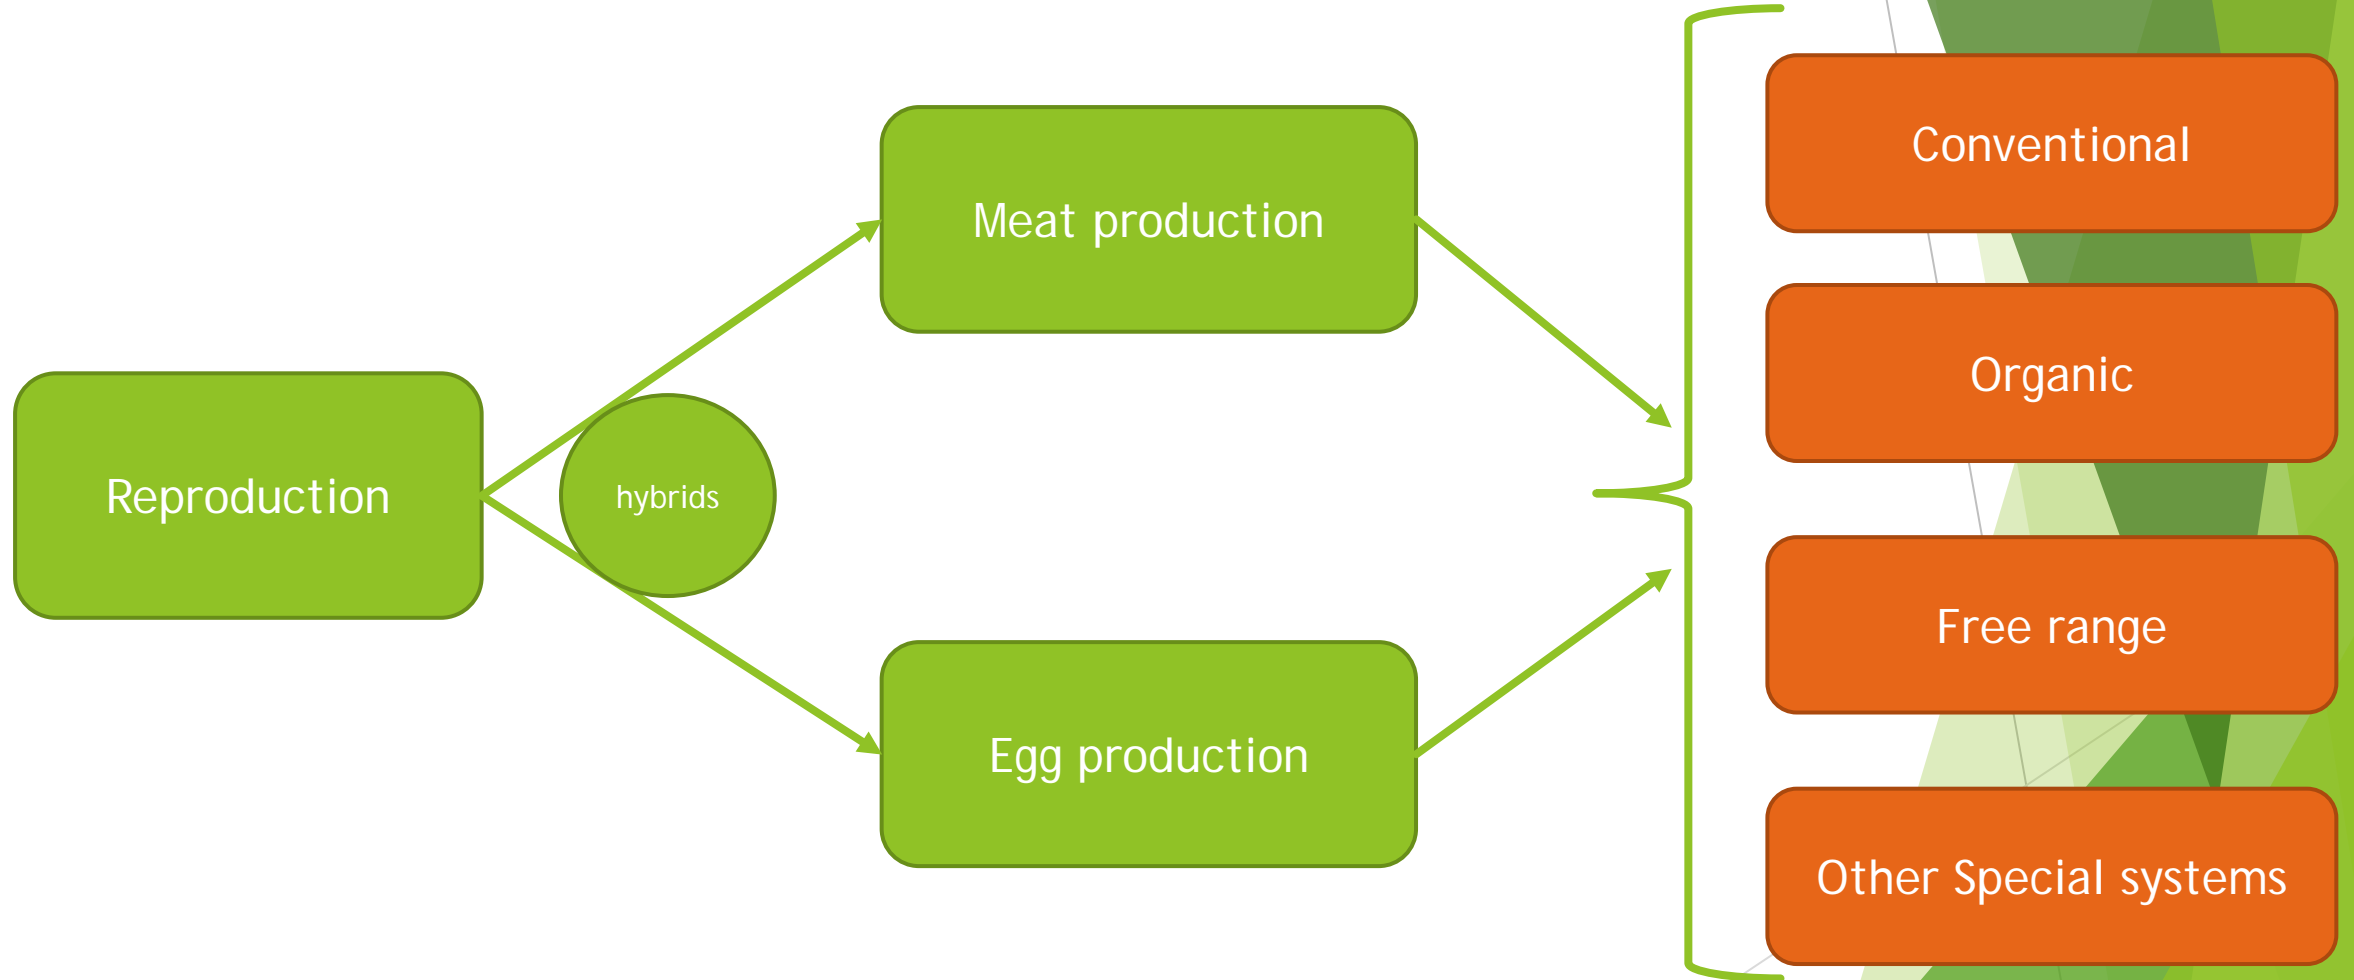 Reproduction
hybrids
Meat production
Egg production
Conventional
Organic
Free range
Other Special systems